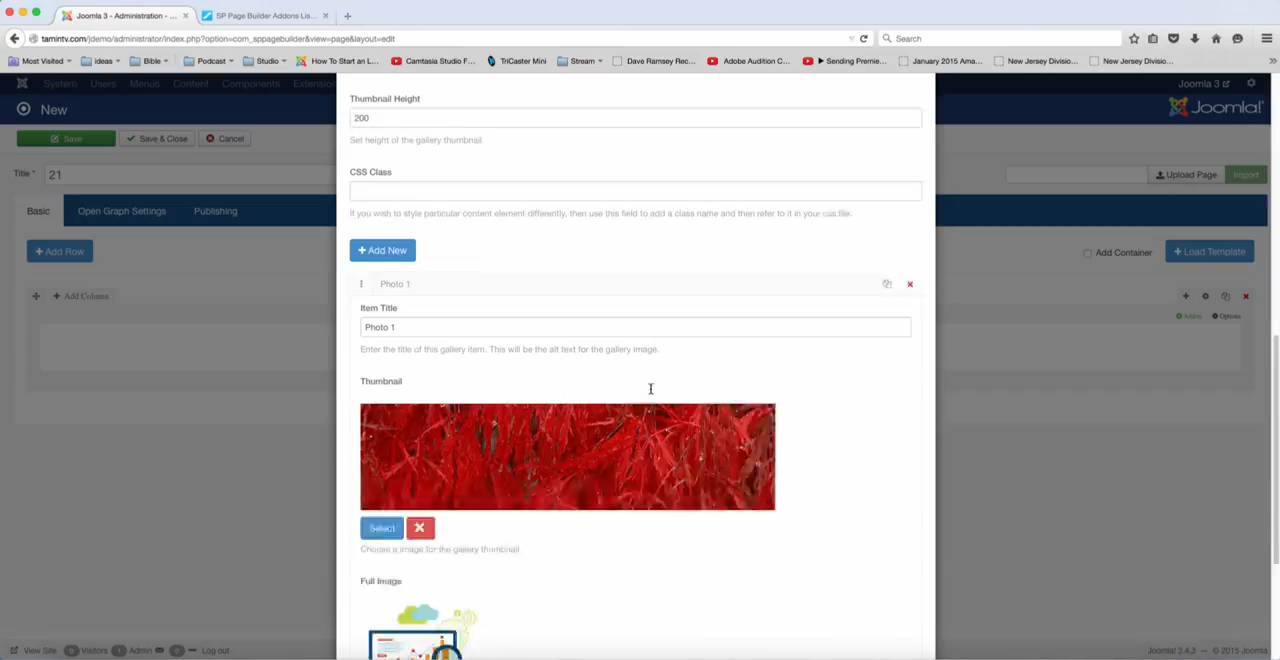 Joomla 3 - Administration - ...
SP Page Builder Addons Lis...
tamintv.com/jdemo/administrator/index.php?option=com_sppagebuilder&view=page&layout=edit
Search
Most Visited
ideas
Bible
Podcast
Studio
How To Start an L...
Camtasia Studio F...
TriCaster Mini
Stream
Dave Ramsey Rec...
Adobe Audition C...
► Sending Premie...
January 2015 Ama...
New Jersey Divisio...
New Jersey Divisio...
System Users Menus Content Components Extension
Joomla 3
New
Joomla!
Save
Save & Close
Cancel
Title *
21
Upload Page
Import
Basic
Open Graph Settings
Publishing
+ Add Row
Add Container
+ Load Template
+ Add Column
Addon
Options
Thumbnail Height
200
Set height of the gallery thumbnail
CSS Class
If you wish to style particular content element differently, then use this field to add a class name and then refer to it in your css file.
+ Add New
Photo 1
Item Title
Photo 1
Enter the title of this gallery item. This will be the alt text for the gallery image.
Thumbnail
Select
Choose a image for the gallery thumbnail
Full Image
View Site
0 Visitors
1 Admin
0
Log out
Joomla! 3.4.3 — © 2015 Joomla